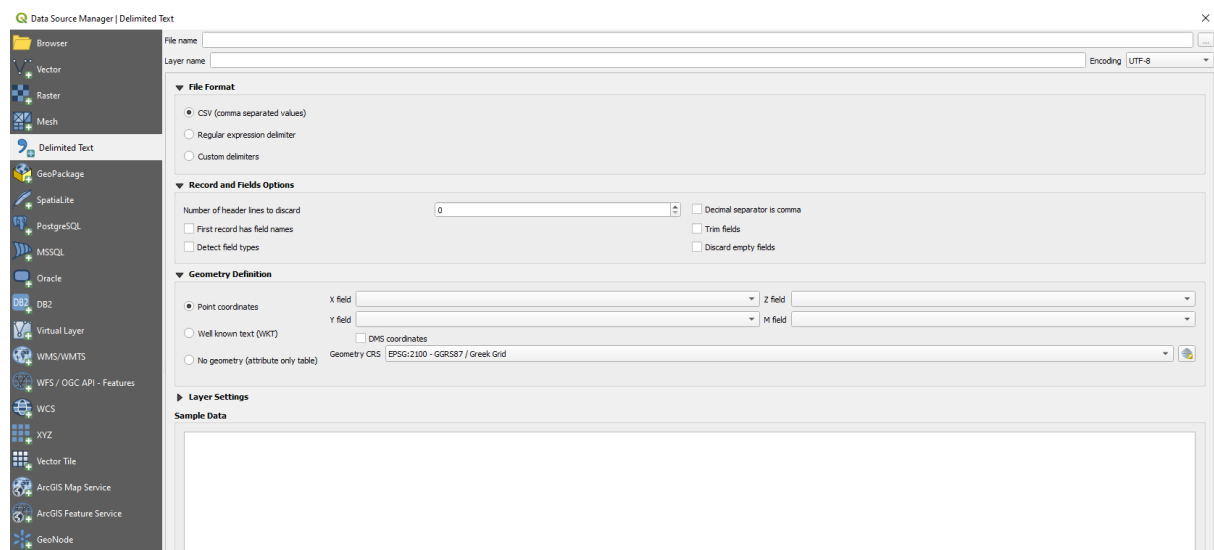 Data Source Manager | Delimited Text
Browser
Vector
Raster
Mesh
Delimited Text
GeoPackage
SpatiaLite
PostgreSQL
MSSQL
Oracle
DB2
DB2
Virtual Layer
WMS/WMTS
WFS / OGC API - Features
WCS
XYZ
Vector Tile
ArcGIS Map Service
ArcGIS Feature Service
GeoNode
File name
...
Layer name
Encoding UTF-8
File Format
CSV (comma separated values)
Regular expression delimiter
Custom delimiters
Record and Fields Options
Number of header lines to discard 0
Decimal separator is comma
First record has field names
Trim fields
Detect field types
Discard empty fields
Geometry Definition
Point coordinates
X field
Z field
Y field
M field
Well known text (WKT)
DMS coordinates
No geometry (attribute only table)
Geometry CRS EPSG:2100 - GGRS87 / Greek Grid
Layer Settings
Sample Data